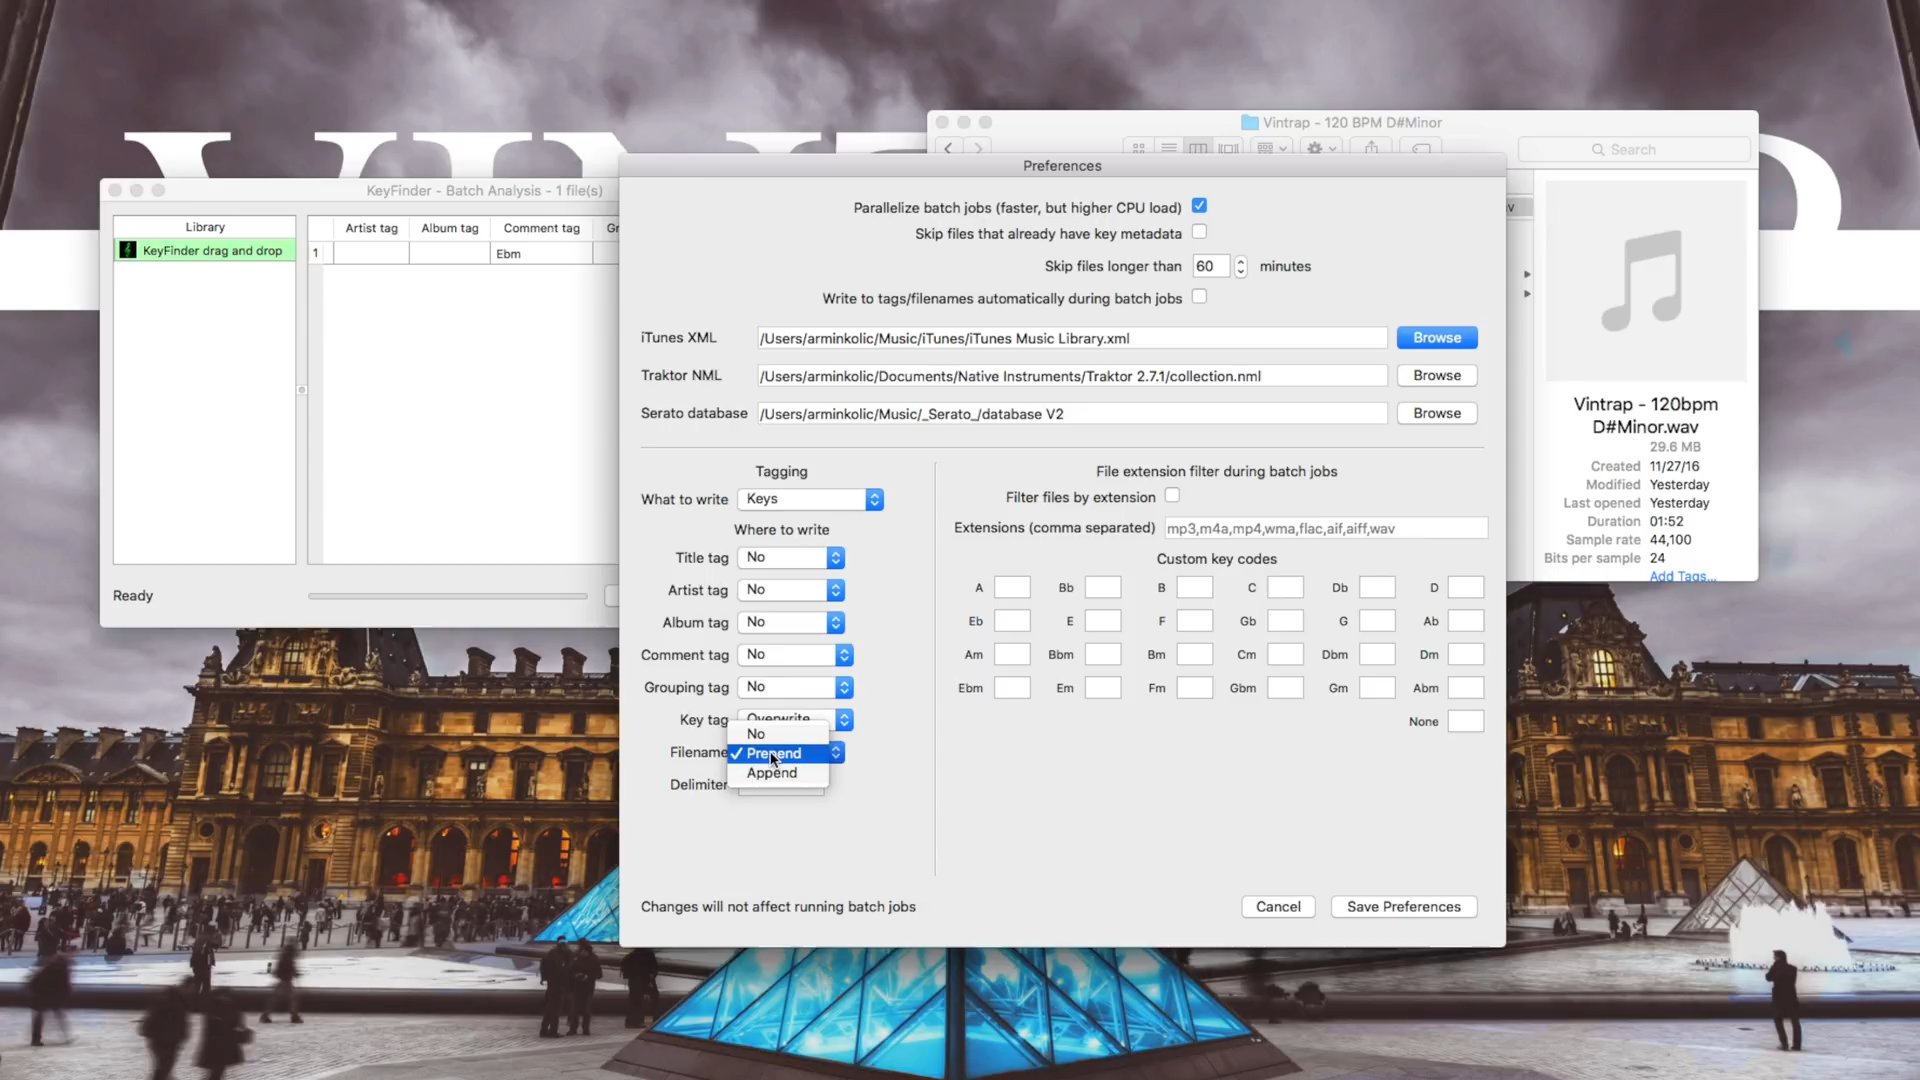 Vintrap - 120 BPM D#Minor
Search
KeyFinder - Batch Analysis - 1 file(s)
Library
KeyFinder drag and drop
Artist tag
Album tag
Comment tag
1
Ebm
Ready
Preferences
Parallelize batch jobs (faster, but higher CPU load)
Skip files that already have key metadata
Skip files longer than 60 minutes
Write to tags/filenames automatically during batch jobs
iTunes XML /Users/arminkolic/Music/iTunes/iTunes Music Library.xml Browse
Traktor NML /Users/arminkolic/Documents/Native Instruments/Traktor 2.7.1/collection.nml Browse
Serato database /Users/arminkolic/Music/_Serato_/database V2 Browse
Tagging
What to write Keys
Where to write
Title tag No
Artist tag No
Album tag No
Comment tag No
Grouping tag No
Key tag Overwrite
No
Filename Prepend
Append
Delimiter
File extension filter during batch jobs
Filter files by extension
Extensions (comma separated) mp3,m4a,mp4,wma,flac,aif,aiff,wav
Custom key codes
A Bb B C Db D
Eb E F Gb G Ab
Am Bbm Bm Cm Dbm Dm
Ebm Em Fm Gbm Gm Abm
None
Changes will not affect running batch jobs
Cancel
Save Preferences
Vintrap - 120bpm
D#Minor.wav
29.6 MB
Created 11/27/16
Modified Yesterday
Last opened Yesterday
Duration 01:52
Sample rate 44,100
Bits per sample 24
Add Tags...